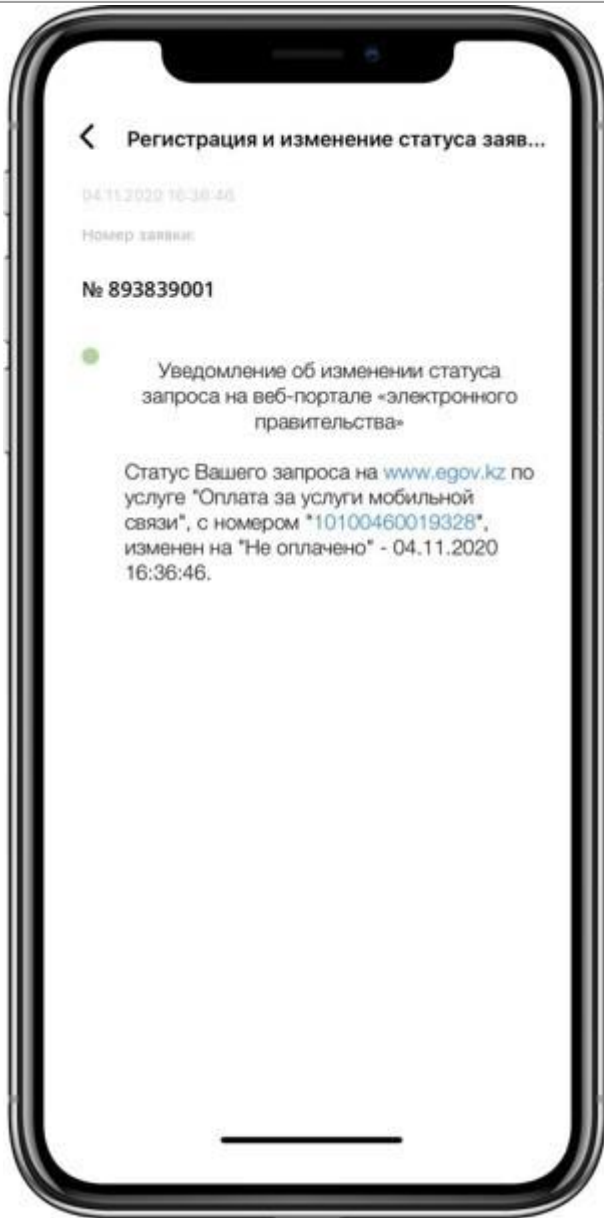 Регистрация и изменение статуса заяв...
04.11.2020 16:36:46
Номер заявки:
№ 893839001
Уведомление об изменении статуса
запроса на веб-портале «электронного
правительства»
Статус Вашего запроса на www.egov.kz по
услуге "Оплата за услуги мобильной
связи", с номером "10100460019328",
изменен на "Не оплачено" - 04.11.2020
16:36:46.